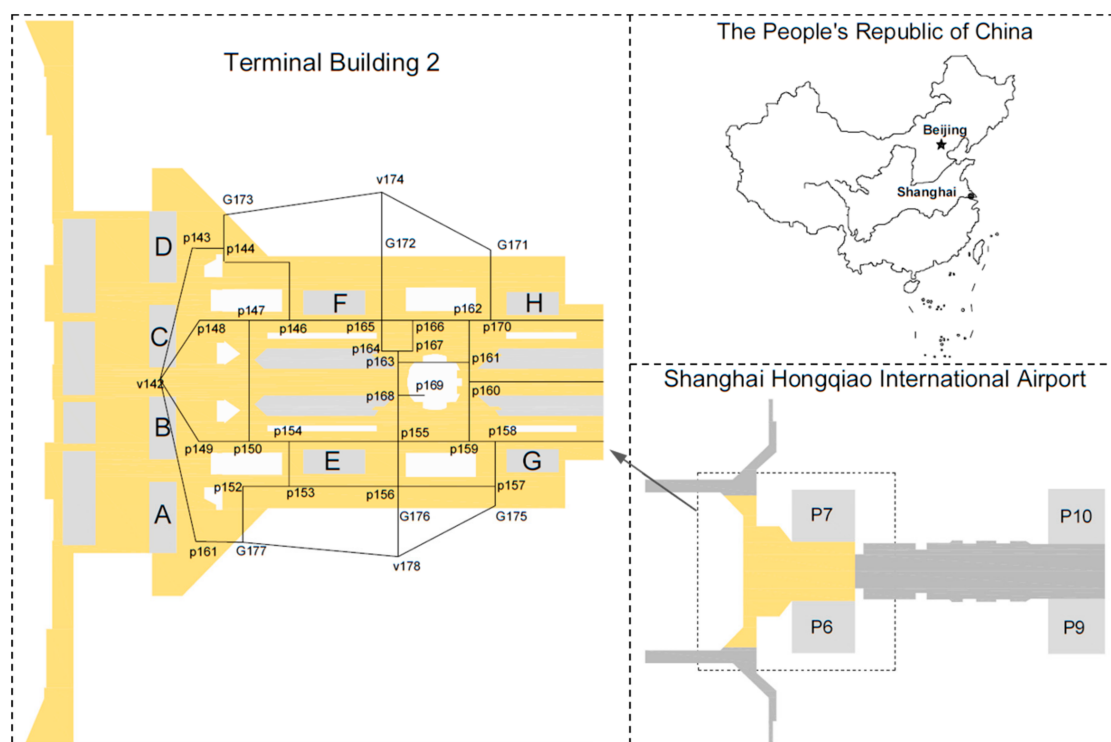 Terminal Building 2
v174
G173
p143
D
p144
G172
G171
p147
F
p162
H
p148
p146
p165
p166
p170
C
p164
p167
p163
p161
v142
p169
p160
p168
B
p154
p149
p150
p155
p158
E
p159
G
p152
p153
p156
p157
A
G176
G175
p161
G177
v178
The People's Republic of China
Beijing
Shanghai
Shanghai Hongqiao International Airport
P7
P10
P6
P9